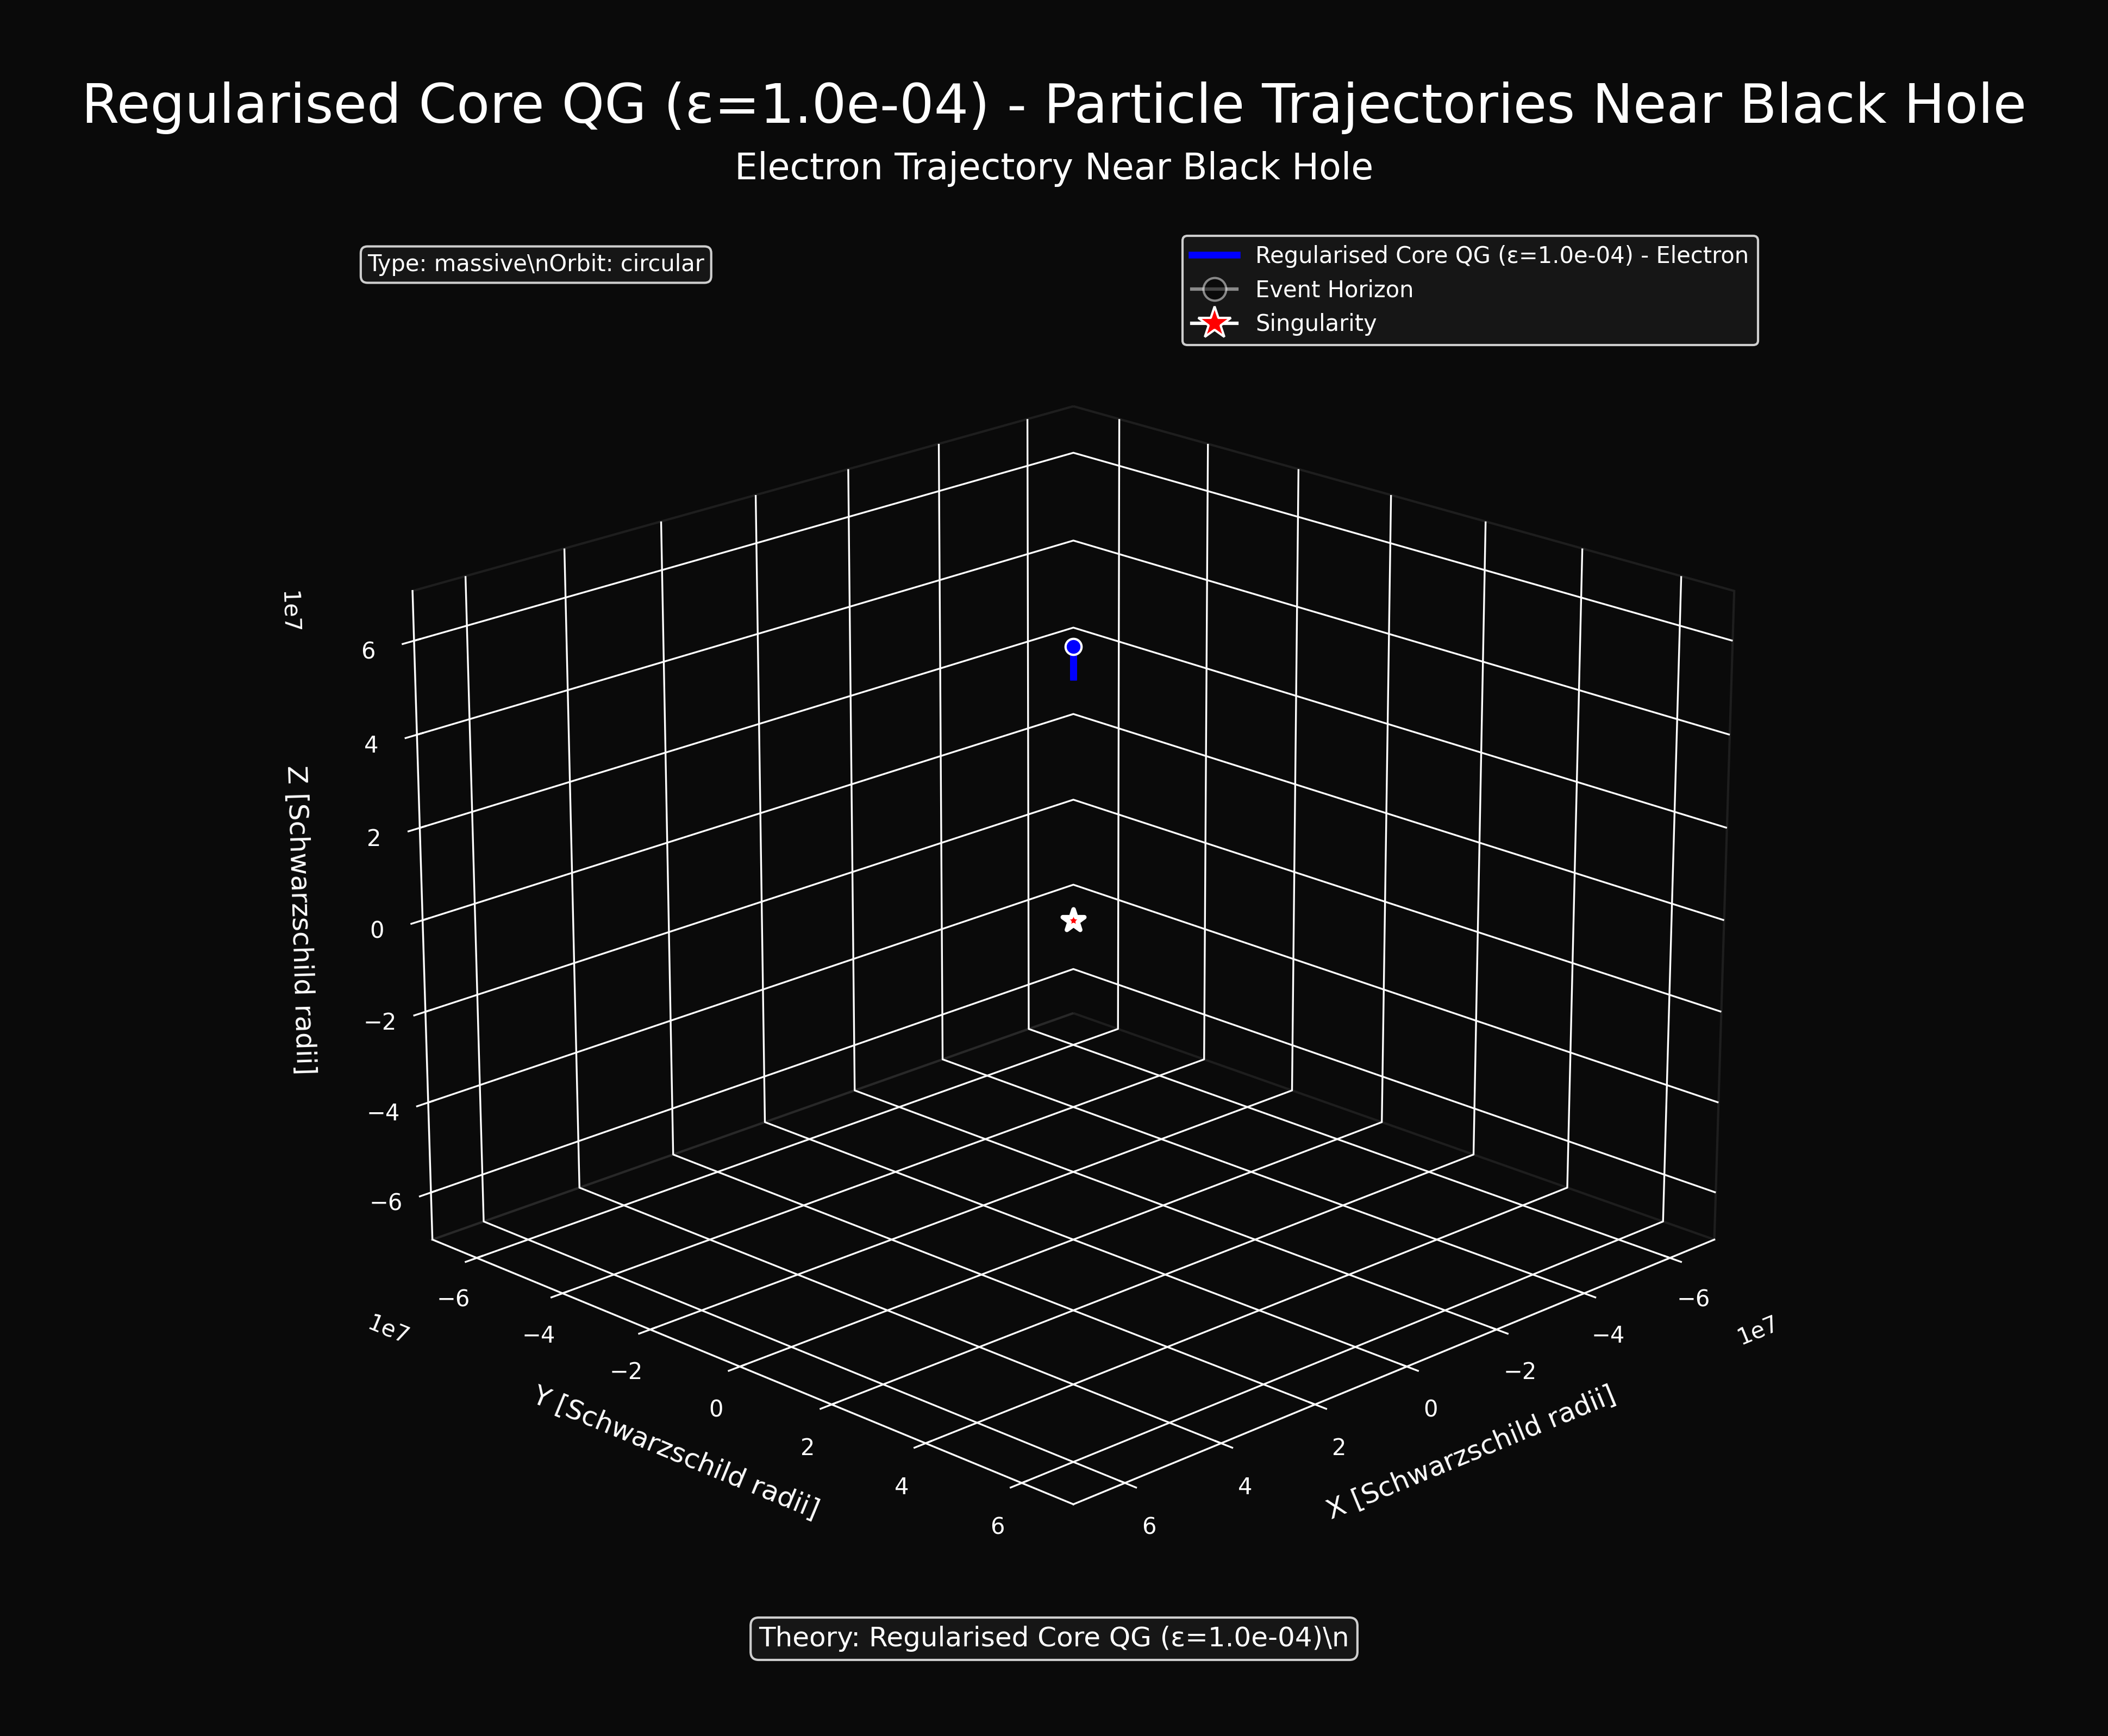 Regularised Core QG (ε=1.0e-04) - Particle Trajectories Near Black Hole
Electron Trajectory Near Black Hole
Type: massive\nOrbit: circular
Regularised Core QG (ε=1.0e-04) - Electron
Event Horizon
Singularity
1e7
6
4
2
0
−2
−4
−6
Z [Schwarzschild radii]
−6
−4
−2
0
2
4
6
1e7
Y [Schwarzschild radii]
−6
−4
−2
0
2
4
6
1e7
X [Schwarzschild radii]
Theory: Regularised Core QG (ε=1.0e-04)\n